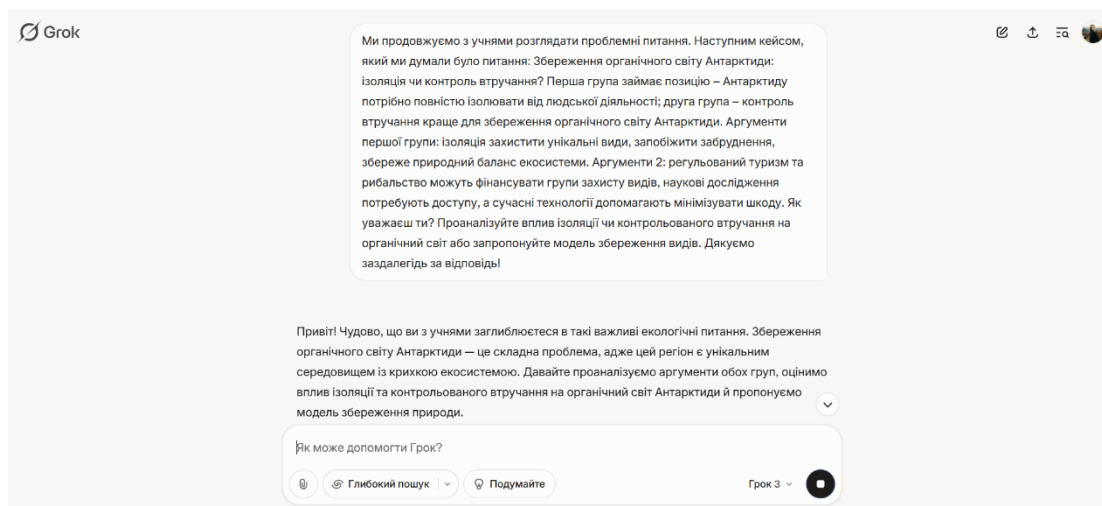 Grok
Ми продовжуємо з учнями розглядати проблемні питання. Наступним кейсом,
який ми думали було питання: Збереження органічного світу Антарктиди:
ізоляція чи контроль втручання? Перша група займає позицію – Антарктиду
потрібно повністю ізолювати від людської діяльності; друга група – контроль
втручання краще для збереження органічного світу Антарктиди. Аргументи
першої групи: ізоляція захистити унікальні види, запобіжити забруднення,
збереже природний баланс екосистеми. Аргументи 2: регульований туризм та
рибальство можуть фінансувати групи захисту видів, наукові дослідження
потребують доступу, а сучасні технології допомагають мінімізувати шкоду. Як
уважаєш ти? Проаналізуйте вплив ізоляції чи контрольованого втручання на
органічний світ або запропонуйте модель збереження видів. Дякуємо
заздалегідь за відповідь!
Привіт! Чудово, що ви з учнями заглиблюєтеся в такі важливі екологічні питання. Збереження
органічного світу Антарктиди — це складна проблема, адже цей регіон є унікальним
середовищем із крихкою екосистемою. Давайте проаналізуємо аргументи обох груп, оцінимо
вплив ізоляції та контрольованого втручання на органічний світ Антарктиди й пропонуємо
модель збереження природи.
Як може допомогти Грок?
Глибокий пошук
Подумайте
Грок 3